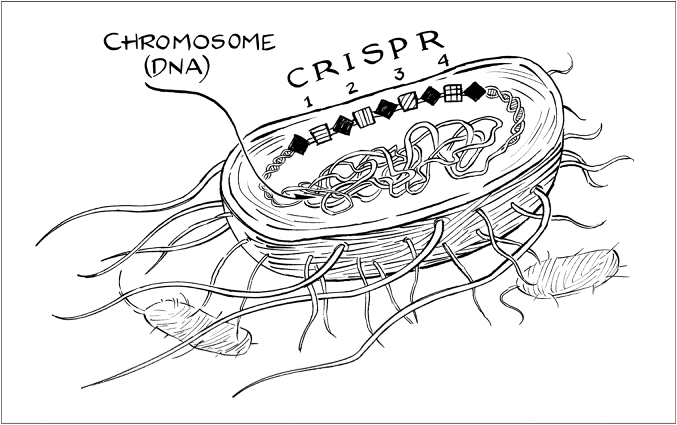 CHROMOSOME
(DNA)
CRISPR
1 2 3 4